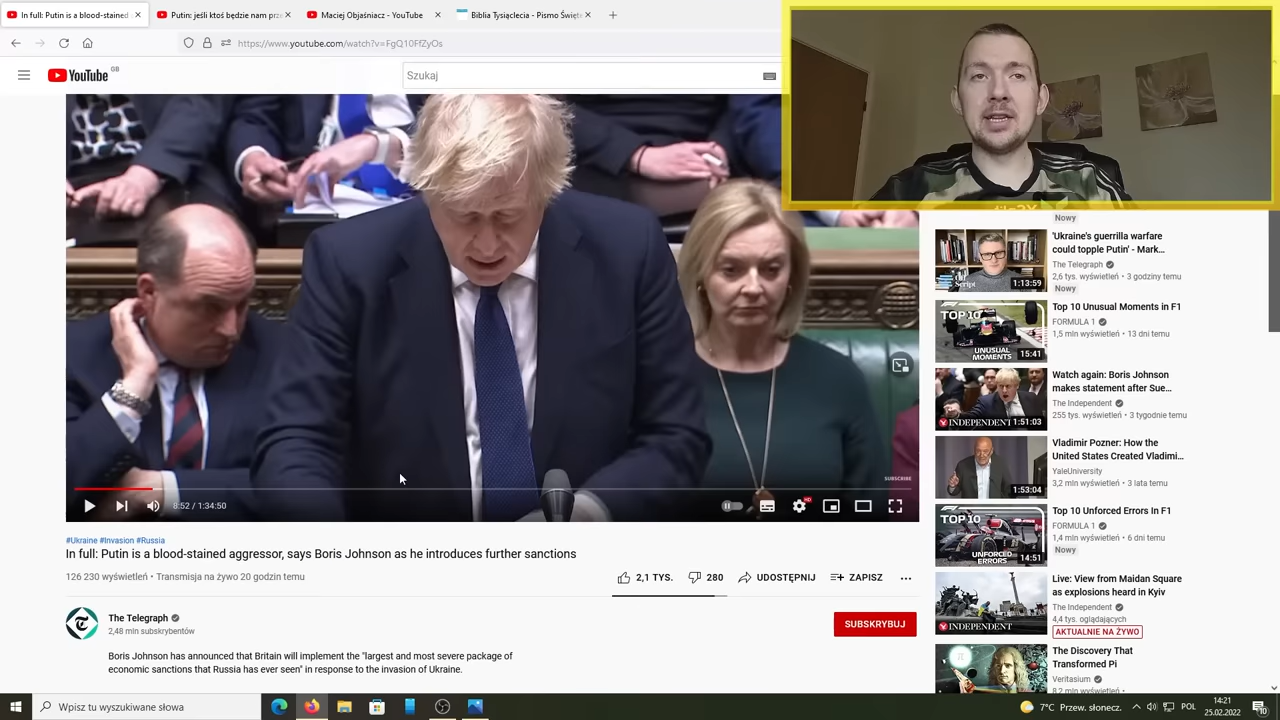 In full: Putin is a blood-stained
Putin: jeśli ktoś będzie nam prze
Maciej Objaśniacz - YouTube
Biblia Tysiąclecia - Pismo Święt
https://www.youtube.com/watch?v=FgQ10FfZyOs
YouTube GB
Szukaj
SUBSCRIBE
8:52 / 1:34:50
HD
#Ukraine #Invasion #Russia
In full: Putin is a blood-stained aggressor, says Boris Johnson as he introduces further sanctions
126 230 wyświetleń • Transmisja na żywo 20 godzin temu
2,1 TYS.
280
UDOSTĘPNIJ
ZAPISZ
The Telegraph
2,48 mln subskrybentów
SUBSKRYBUJ
Boris Johnson has announced that Britain will implement the "largest and most severe package of
economic sanctions that Russia has ever seen" in response to the invasion of Ukraine.
Nowy
Script
1:13:59
'Ukraine's guerrilla warfare
could topple Putin' - Mark…
The Telegraph
2,6 tys. wyświetleń • 3 godziny temu
Nowy
TOP 10
UNUSUAL
MOMENTS
15:41
Top 10 Unusual Moments in F1
FORMULA 1
1,5 mln wyświetleń • 13 dni temu
INDEPENDENT
1:51:03
Watch again: Boris Johnson
makes statement after Sue…
The Independent
255 tys. wyświetleń • 3 tygodnie temu
1:53:04
Vladimir Pozner: How the
United States Created Vladimi…
YaleUniversity
3,2 mln wyświetleń • 3 lata temu
TOP 10
UNFORCED
ERRORS
14:51
Top 10 Unforced Errors In F1
FORMULA 1
1,4 mln wyświetleń • 6 dni temu
Nowy
INDEPENDENT
Live: View from Maidan Square
as explosions heard in Kyiv
The Independent
4,4 tys. oglądających
AKTUALNIE NA ŻYWO
The Discovery That
Transformed Pi
Veritasium
8,2 mln wyświetleń •
Wpisz tu wyszukiwane słowa
7°C Przew. słonecz.
POL
14:21
25.02.2022
10